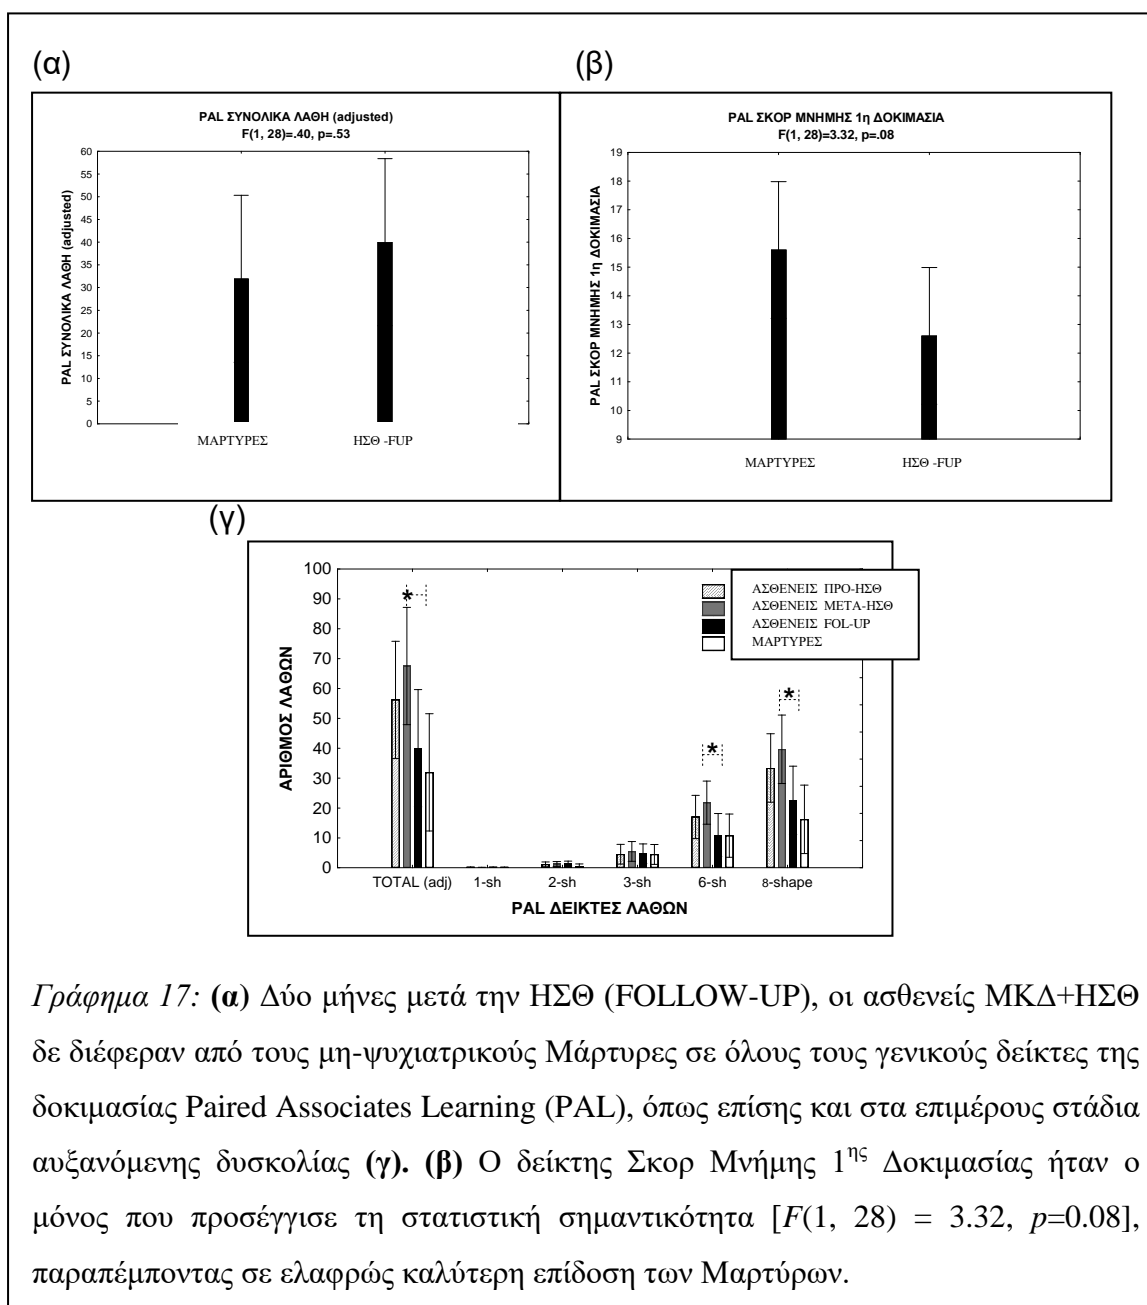 (α)
(β)
PAL ΣΥΝΟΛΙΚΑ ΛΑΘΗ (adjusted)
F(1, 28)=.40, p=.53
60
55
50
45
40
35
30
25
20
15
10
5
0
PAL ΣΥΝΟΛΙΚΑ ΛΑΘΗ (adjusted)
ΜΑΡΤΥΡΕΣ
ΗΣΘ -FUP
PAL ΣΚΟΡ ΜΝΗΜΗΣ 1η ΔΟΚΙΜΑΣΙΑ
F(1, 28)=3.32, p=.08
19
18
17
16
15
14
13
12
11
10
9
PAL ΣΚΟΡ ΜΝΗΜΗΣ 1η ΔΟΚΙΜΑΣΙΑ
ΜΑΡΤΥΡΕΣ
ΗΣΘ -FUP
(γ)
100
90
80
70
60
50
40
30
20
10
0
ΑΡΙΘΜΟΣ ΛΑΘΩΝ
*
*
*
ΑΣΘΕΝΕΙΣ ΠΡΟ-ΗΣΘ
ΑΣΘΕΝΕΙΣ ΜΕΤΑ-ΗΣΘ
ΑΣΘΕΝΕΙΣ FOL-UP
ΜΑΡΤΥΡΕΣ
TOTAL (adj)
1-sh
2-sh
3-sh
6-sh
8-shape
PAL ΔΕΙΚΤΕΣ ΛΑΘΩΝ
Γράφημα 17: (α) Δύο μήνες μετά την ΗΣΘ (FOLLOW-UP), οι ασθενείς ΜΚΔ+ΗΣΘ
δε διέφεραν από τους μη-ψυχιατρικούς Μάρτυρες σε όλους τους γενικούς δείκτες της
δοκιμασίας Paired Associates Learning (PAL), όπως επίσης και στα επιμέρους στάδια
αυξανόμενης δυσκολίας (γ). (β) Ο δείκτης Σκορ Μνήμης 1ης Δοκιμασίας ήταν ο
μόνος που προσέγγισε τη στατιστική σημαντικότητα [F(1, 28) = 3.32, p=0.08],
παραπέμποντας σε ελαφρώς καλύτερη επίδοση των Μαρτύρων.